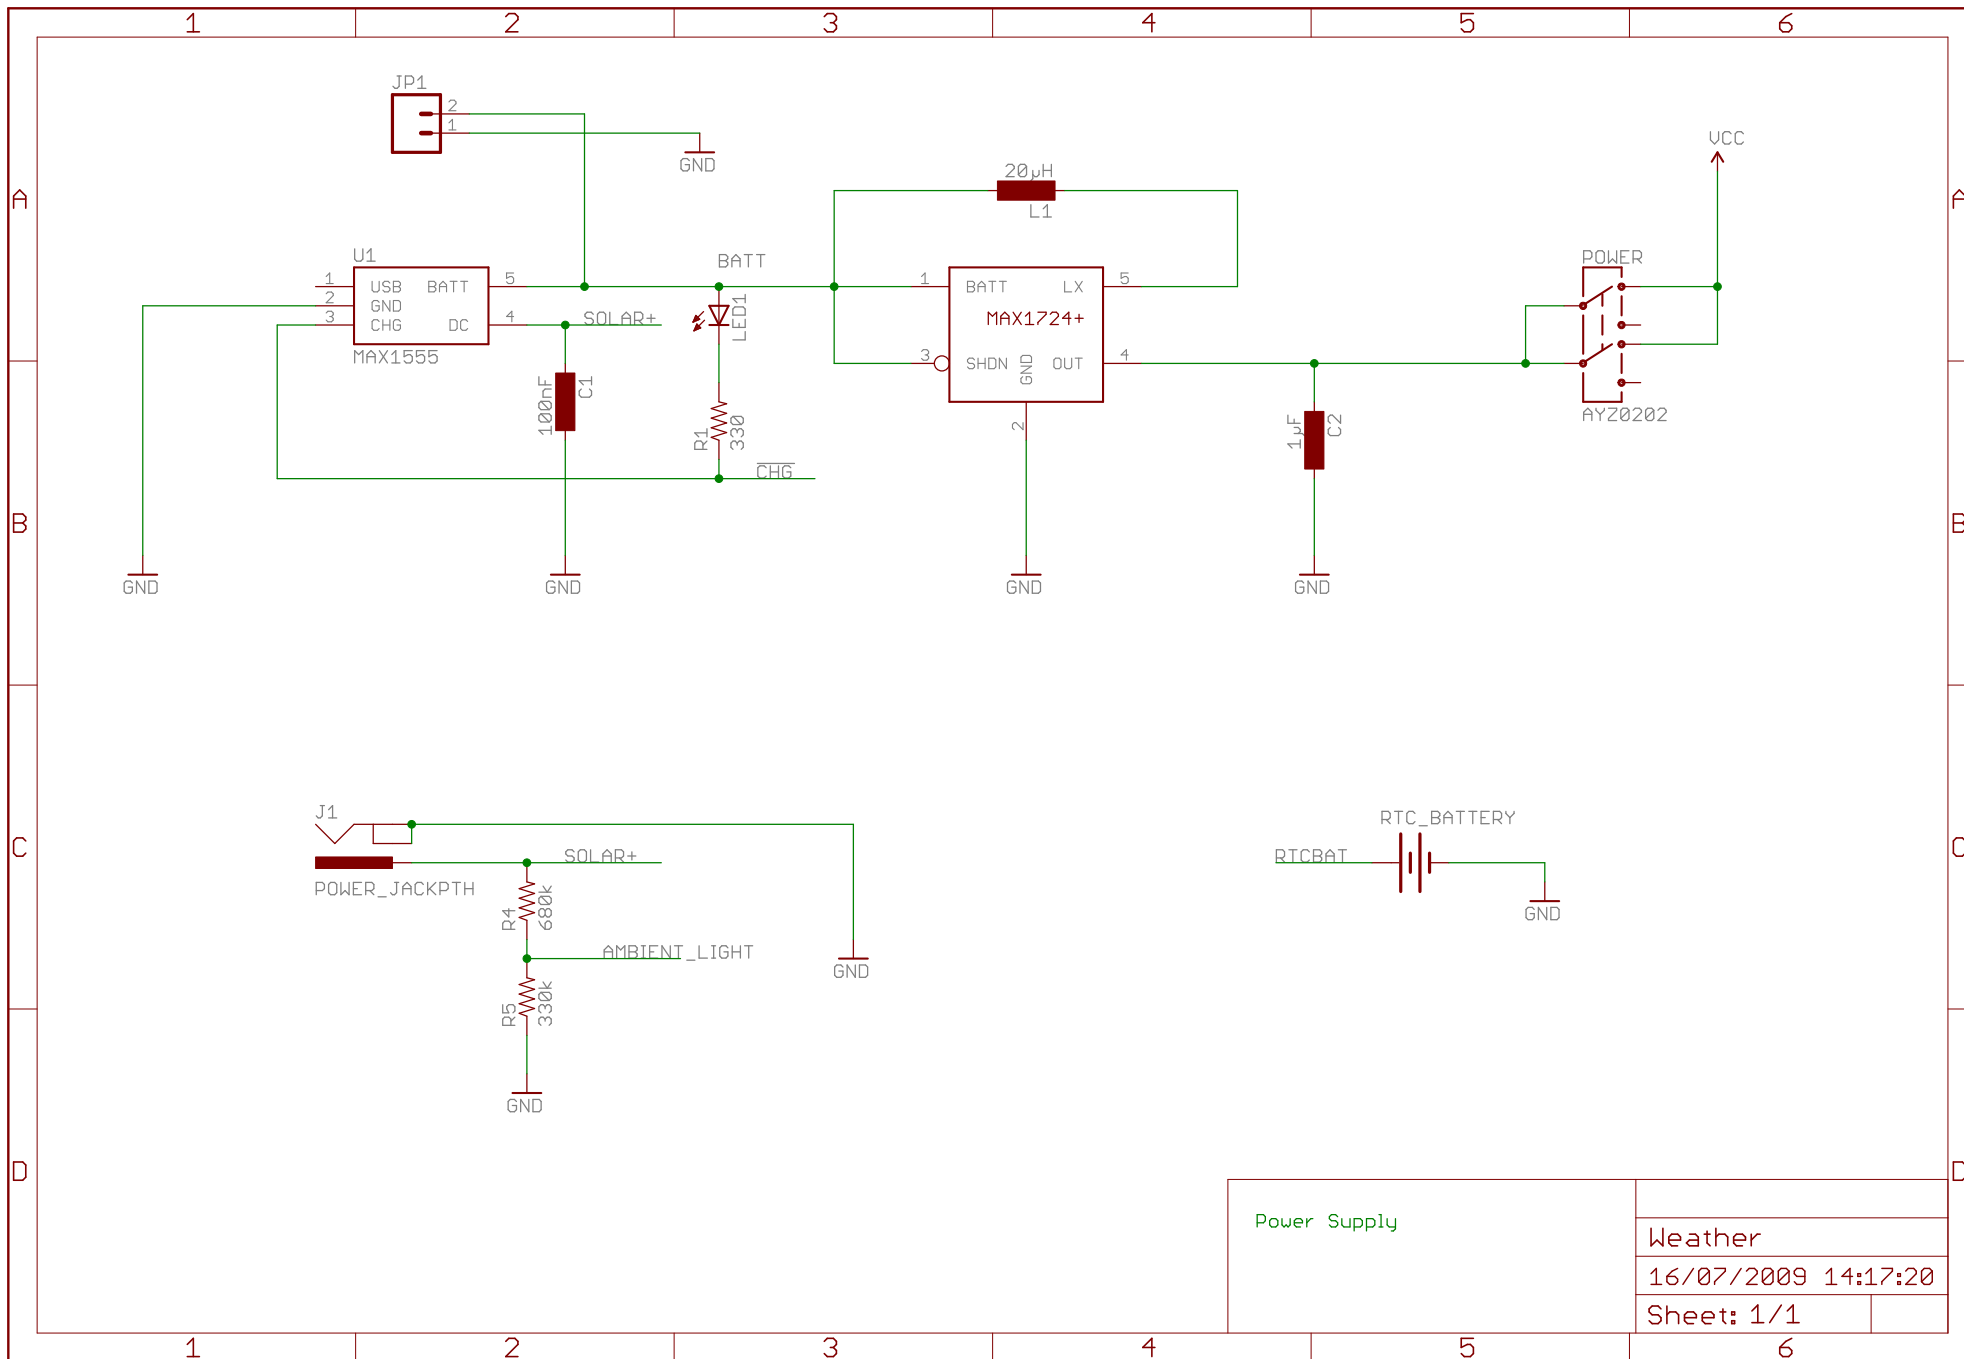 1 2 3 4 5 6
JP1
2
1
GND
VCC
20µH
L1
A A
U1
BATT
POWER
1 USB BATT 5
2 GND
3 CHG DC 4
MAX1555
SOLAR+
LED1
1 BATT LX 5
MAX1724+
3 SHDN GND OUT 4
2
AYZ0202
100nF C1
R1 330
1µF C2
CHG
B B
GND GND GND GND
J1
POWER_JACKPTH
SOLAR+
RTC_BATTERY
RTCBAT
C C
R4 680k
GND
AMBIENT_LIGHT
GND
R5 330k
GND
D D
Power Supply
Weather
16/07/2009 14:17:20
Sheet: 1/1
1 2 3 4 5 6